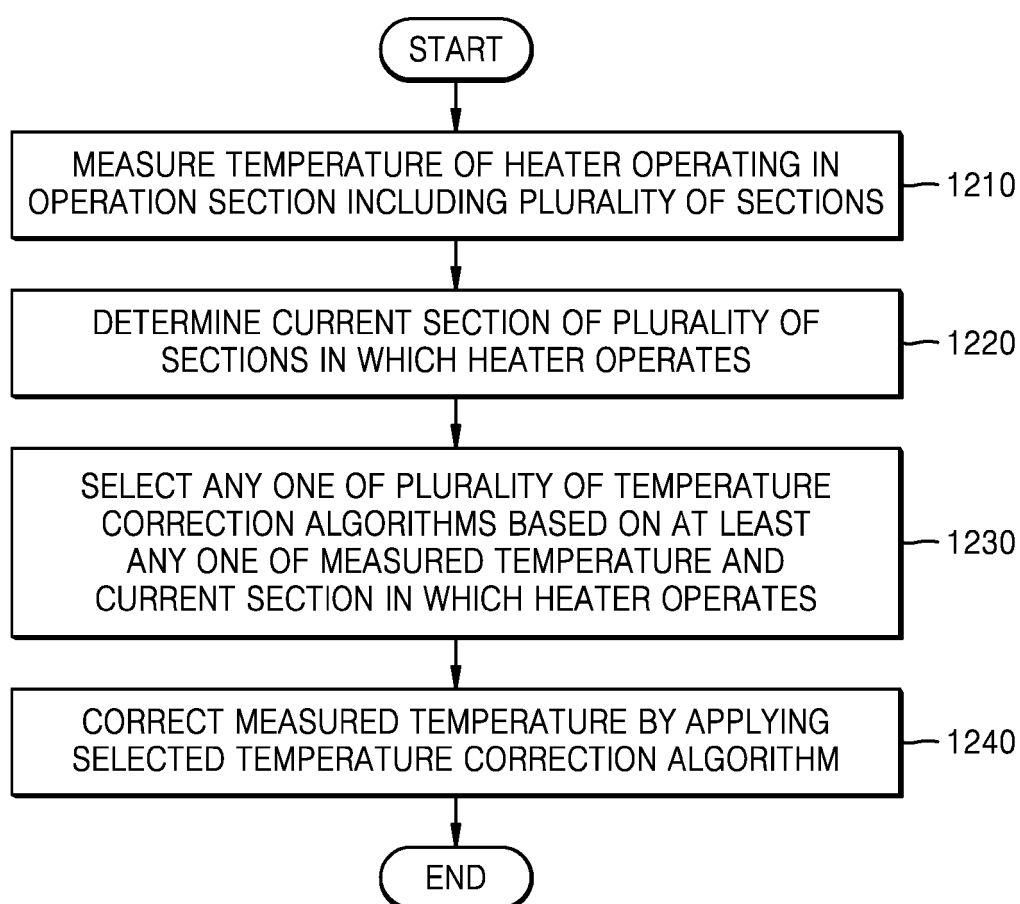 START
MEASURE TEMPERATURE OF HEATER OPERATING IN
OPERATION SECTION INCLUDING PLURALITY OF SECTIONS
1210
DETERMINE CURRENT SECTION OF PLURALITY OF
SECTIONS IN WHICH HEATER OPERATES
1220
SELECT ANY ONE OF PLURALITY OF TEMPERATURE
CORRECTION ALGORITHMS BASED ON AT LEAST
ANY ONE OF MEASURED TEMPERATURE AND
CURRENT SECTION IN WHICH HEATER OPERATES
1230
CORRECT MEASURED TEMPERATURE BY APPLYING
SELECTED TEMPERATURE CORRECTION ALGORITHM
1240
END